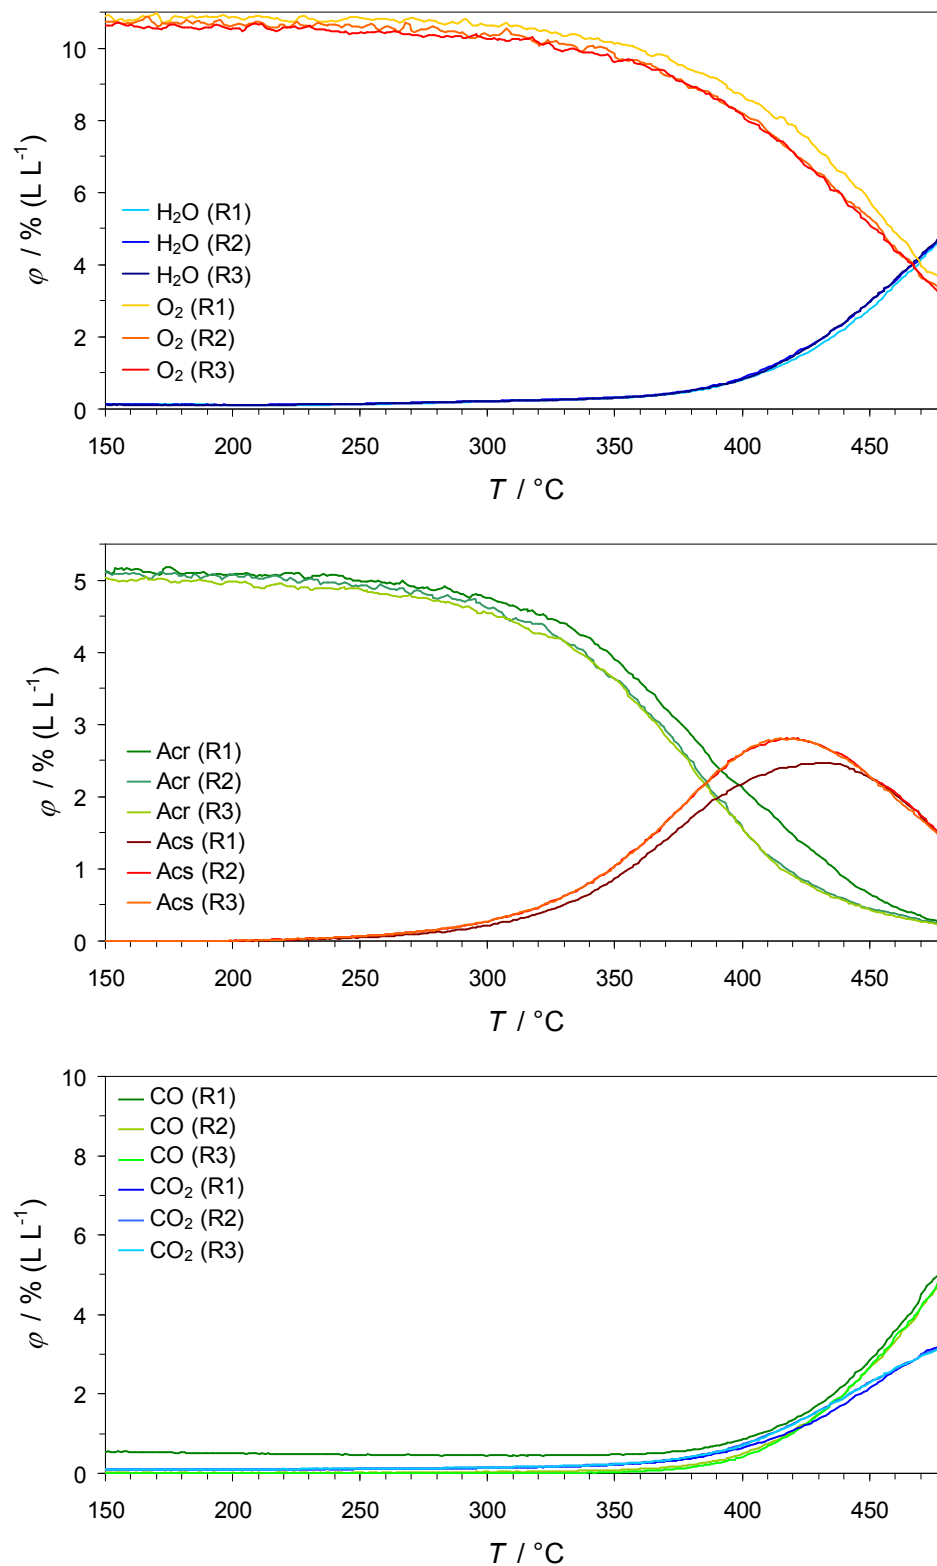 10
8
6
4
2
0
φ / % (L L⁻¹)
H₂O (R1)
H₂O (R2)
H₂O (R3)
O₂ (R1)
O₂ (R2)
O₂ (R3)
150 200 250 300 350 400 450
T / °C
5
4
3
2
1
0
φ / % (L L⁻¹)
Acr (R1)
Acr (R2)
Acr (R3)
Acs (R1)
Acs (R2)
Acs (R3)
150 200 250 300 350 400 450
T / °C
10
8
6
4
2
0
φ / % (L L⁻¹)
CO (R1)
CO (R2)
CO (R3)
CO₂ (R1)
CO₂ (R2)
CO₂ (R3)
150 200 250 300 350 400 450
T / °C